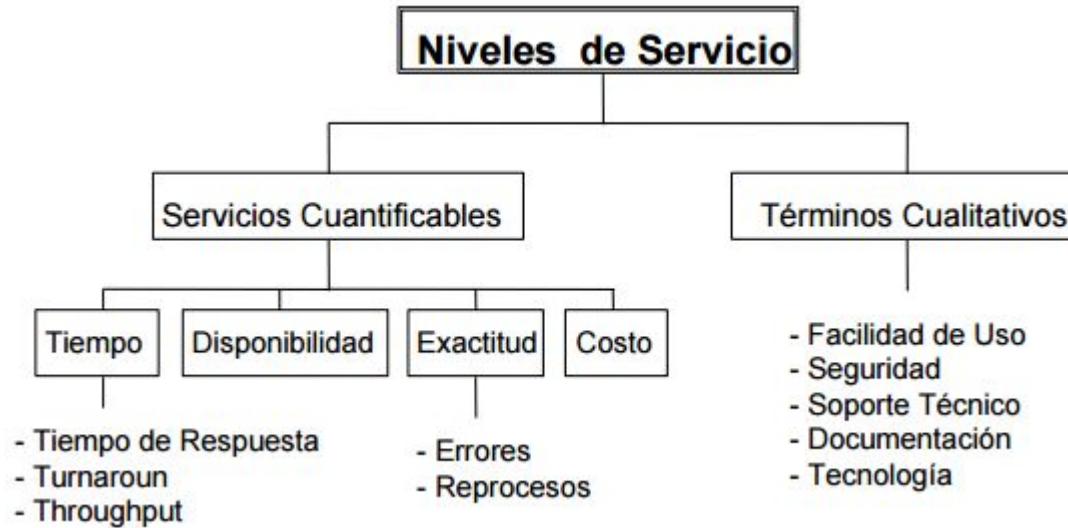 Niveles de Servicio
Servicios Cuantificables
Términos Cualitativos
Tiempo
Disponibilidad
Exactitud
Costo
- Tiempo de Respuesta
- Turnaroun
- Throughput
- Errores
- Reprocesos
- Facilidad de Uso
- Seguridad
- Soporte Técnico
- Documentación
- Tecnología